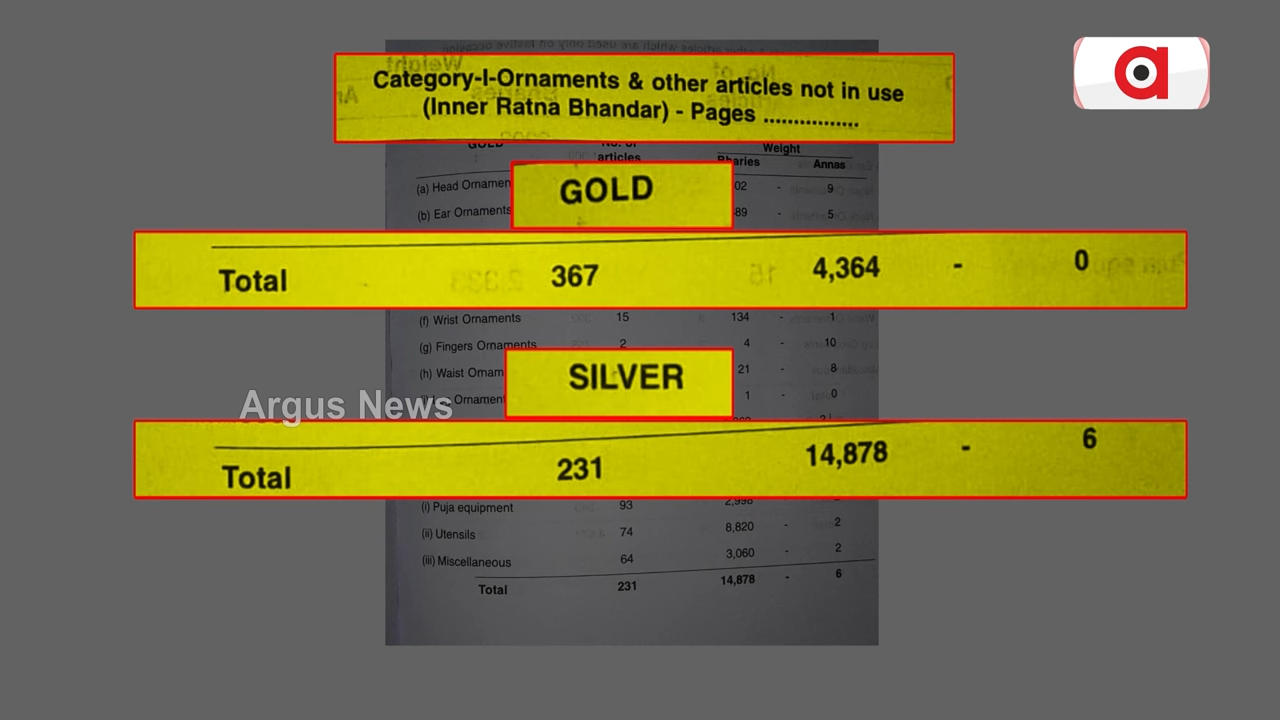 Category-I-Ornaments & other articles not in use
(Inner Ratna Bhandar) - Pages ................
Weight
articles Bharies Annas
(a) Head Ornamen 02 - 9
(b) Ear Ornaments 89 - 5
GOLD
Total 367 4,364 - 0
(f) Wrist Ornaments 15 134 - 1
(g) Fingers Ornaments 2 4 - 10
(h) Waist Ornam 21 - 8
Ornament 1 - 0
SILVER
Argus News
Total 231 14,878 - 6
(i) Puja equipment 93 2,998 -
(ii) Utensils 74 8,820 - 2
(iii) Miscellaneous 64 3,060 - 2
Total 231 14,878 - 6
a